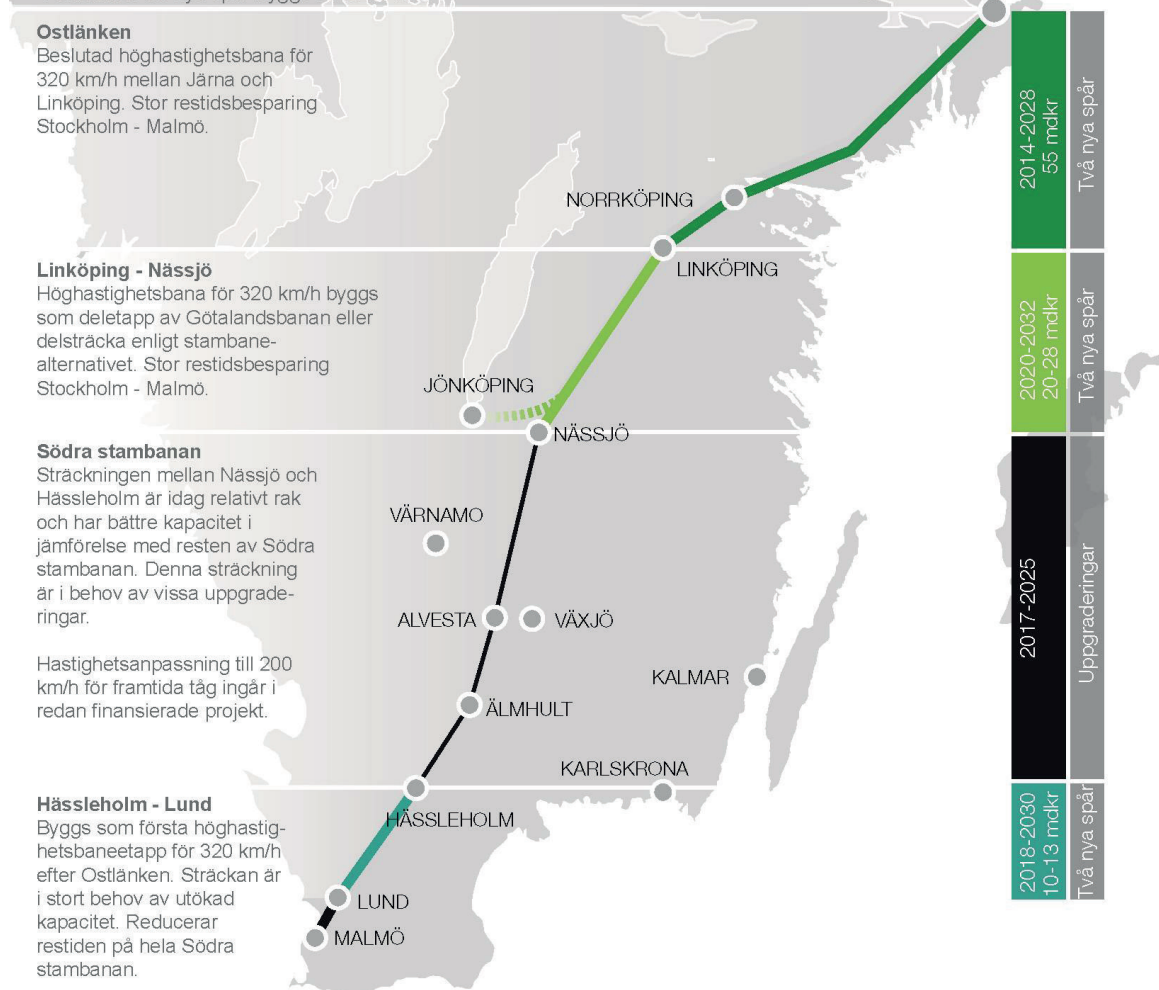 Ostlänken
Beslutad höghastighetsbana för
320 km/h mellan Järna och
Linköping. Stor restidsbesparing
Stockholm - Malmö.
NORRKÖPING
LINKÖPING
2014-2028
55 mdkr
Två nya spår
Linköping - Nässjö
Höghastighetsbana för 320 km/h byggs
som deletapp av Götalandsbanan eller
delsträcka enligt stambane-
alternativet. Stor restidsbesparing
Stockholm - Malmö.
JÖNKÖPING
NÄSSJÖ
2020-2032
20-28 mdkr
Två nya spår
Södra stambanan
Sträckningen mellan Nässjö och
Hässleholm är idag relativt rak
och har bättre kapacitet i
jämförelse med resten av Södra
stambanan. Denna sträckning
är i behov av vissa uppgrade-
ringar.
Hastighetsanpassning till 200
km/h för framtida tåg ingår i
redan finansierade projekt.
VÄRNAMO
ALVESTA
VÄXJÖ
KALMAR
ÄLMHULT
KARLSKRONA
2017-2025
Uppgraderingar
Hässleholm - Lund
Byggs som första höghastig-
hetsbaneetapp för 320 km/h
efter Ostlänken. Sträckan är
i stort behov av utökad
kapacitet. Reducerar
restiden på hela Södra
stambanan.
HÄSSLEHOLM
LUND
MALMÖ
2018-2030
10-13 mdkr
Två nya spår